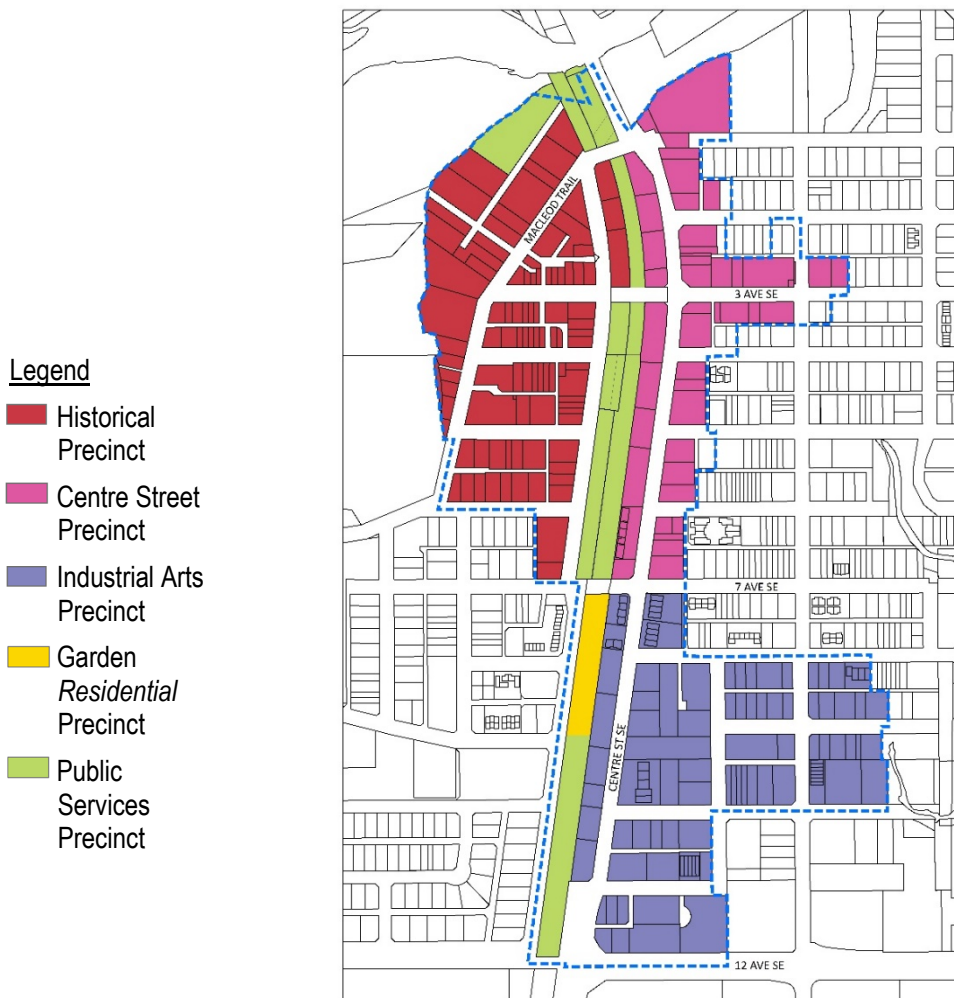 Legend
Historical
Precinct
Centre Street
Precinct
Industrial Arts
Precinct
Garden
Residential
Precinct
Public
Services
Precinct
MACLEOD TRAIL
3 AVE SE
7 AVE SE
CENTRE ST SE
12 AVE SE